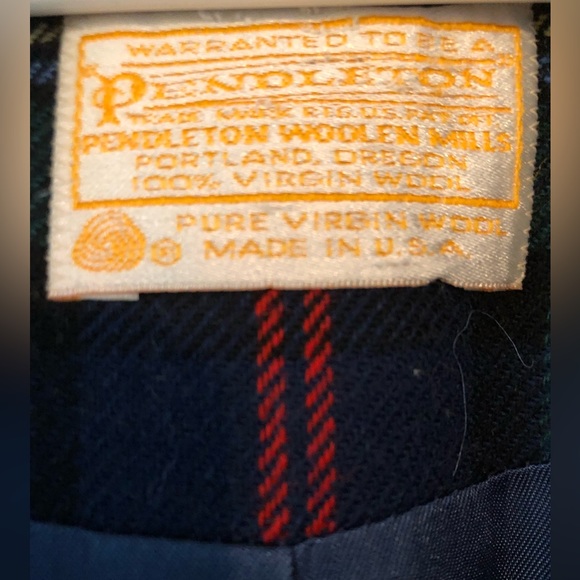 WARRANTED TO BE A
"PENDLETON"
TRADE MARK REG. U.S. PAT. OFF.
PENDLETON WOOLEN MILLS
PORTLAND, OREGON
100% VIRGIN WOOL
PURE VIRGIN WOOL
® MADE IN U.S.A.